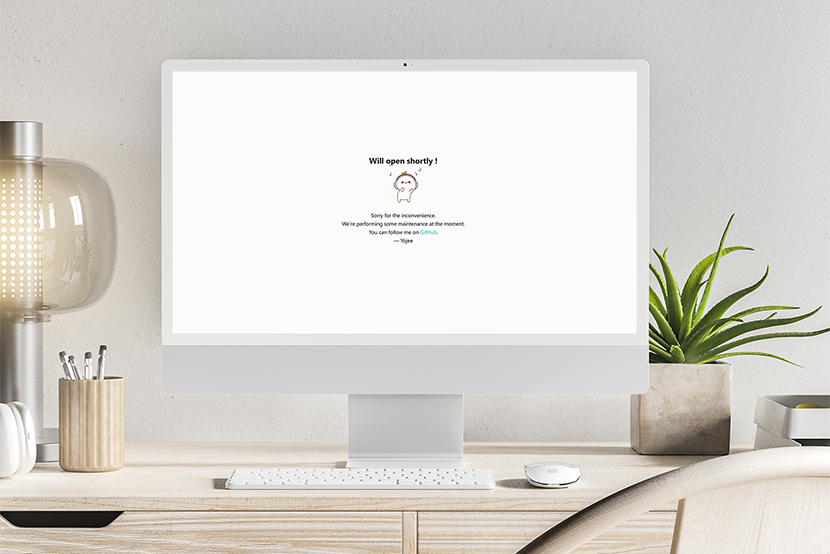 Will open shortly !
Sorry for the inconvenience.
We're performing some maintenance at the moment.
You can follow me on GitHub.
— Yojee